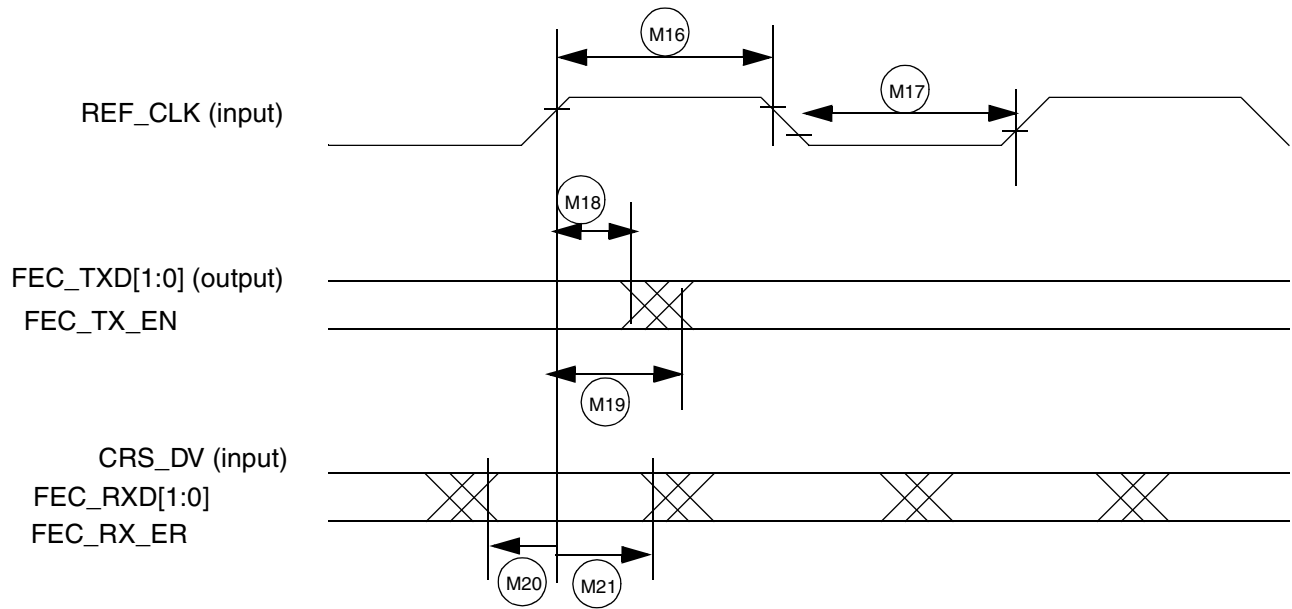 M16
M17
REF_CLK (input)
M18
FEC_TXD[1:0] (output)
FEC_TX_EN
M19
CRS_DV (input)
FEC_RXD[1:0]
FEC_RX_ER
M20
M21